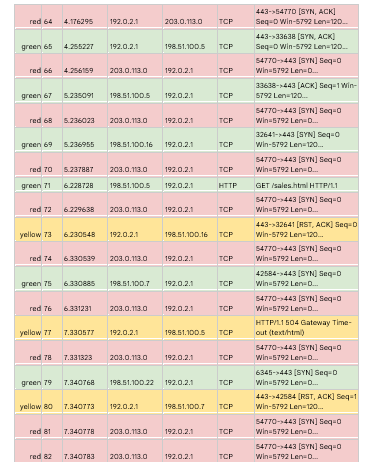 red 64 4.176295 192.0.2.1 203.0.113.0 TCP 443->54770 [SYN, ACK]
Seq=0 Win-5792 Len=120...
green 65 4.255227 192.0.2.1 198.51.100.5 TCP 443->33638 [SYN, ACK]
Seq=0 Win-5792 Len=120...
red 66 4.256159 203.0.113.0 192.0.2.1 TCP 54770->443 [SYN] Seq=0
Win=5792 Len=0...
green 67 5.235091 198.51.100.5 192.0.2.1 TCP 33638->443 [ACK] Seq=1 Win-
5792 Len=120...
red 68 5.236023 203.0.113.0 192.0.2.1 TCP 54770->443 [SYN] Seq=0
Win=5792 Len=0...
green 69 5.236955 198.51.100.16 192.0.2.1 TCP 32641->443 [SYN] Seq=0
Win-5792 Len=120...
red 70 5.237887 203.0.113.0 192.0.2.1 TCP 54770->443 [SYN] Seq=0
Win=5792 Len=0...
green 71 6.228728 198.51.100.5 192.0.2.1 HTTP GET /sales.html HTTP/1.1
red 72 6.229638 203.0.113.0 192.0.2.1 TCP 54770->443 [SYN] Seq=0
Win=5792 Len=0...
yellow 73 6.230548 192.0.2.1 198.51.100.16 TCP 443->32641 [RST, ACK] Seq=0
Win-5792 Len=120...
red 74 6.330539 203.0.113.0 192.0.2.1 TCP 54770->443 [SYN] Seq=0
Win=5792 Len=0...
green 75 6.330885 198.51.100.7 192.0.2.1 TCP 42584->443 [SYN] Seq=0
Win-5792 Len=120...
red 76 6.331231 203.0.113.0 192.0.2.1 TCP 54770->443 [SYN] Seq=0
Win=5792 Len=0...
yellow 77 7.330577 192.0.2.1 198.51.100.5 TCP HTTP/1.1 504 Gateway Time-
out (text/html)
red 78 7.331323 203.0.113.0 192.0.2.1 TCP 54770->443 [SYN] Seq=0
Win=5792 Len=0...
green 79 7.340768 198.51.100.22 192.0.2.1 TCP 6345->443 [SYN] Seq=0
Win-5792 Len=120...
yellow 80 7.340773 192.0.2.1 198.51.100.7 TCP 443->42584 [RST, ACK] Seq=1
Win-5792 Len=120...
red 81 7.340778 203.0.113.0 192.0.2.1 TCP 54770->443 [SYN] Seq=0
Win=5792 Len=0...
red 82 7.340783 203.0.113.0 192.0.2.1 TCP 54770->443 [SYN] Seq=0
Win=5792 Len=0...